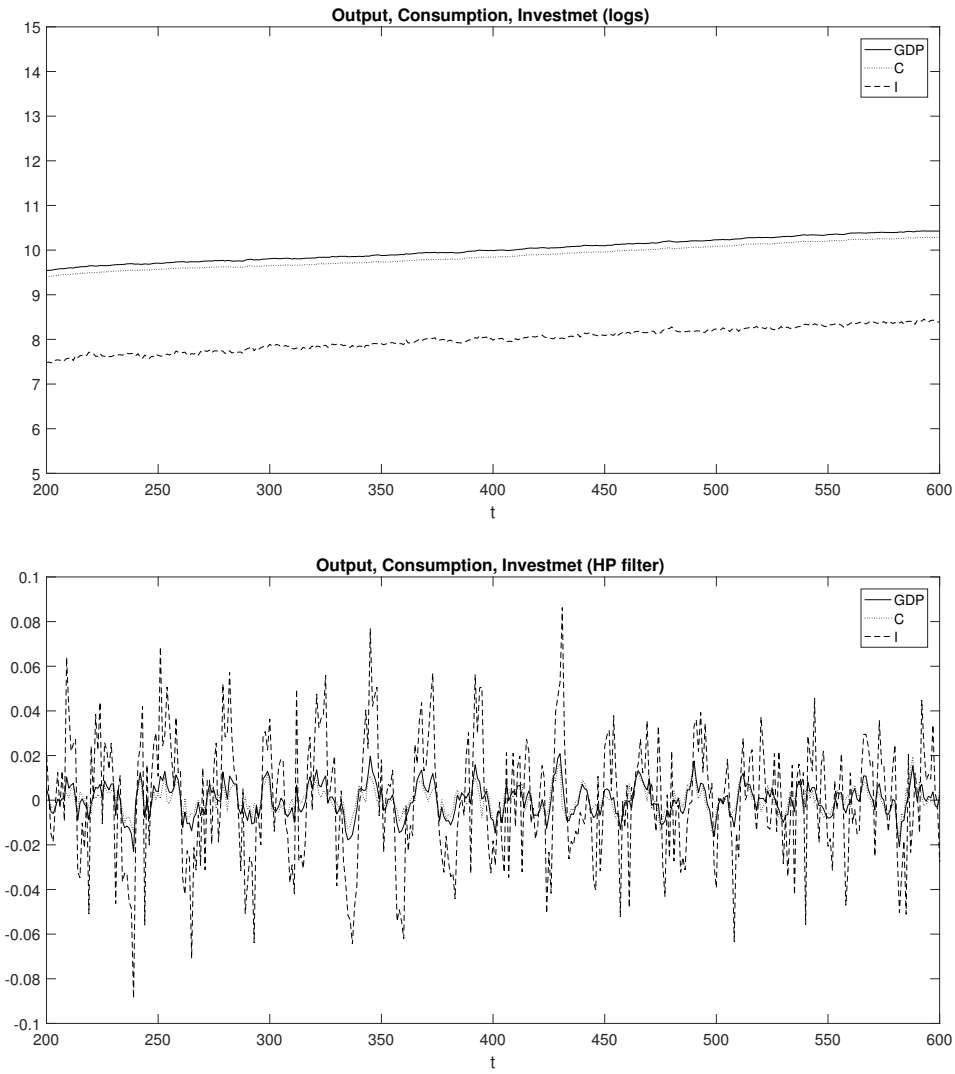 Output, Consumption, Investmet (logs)
15
14
13
12
11
10
9
8
7
6
5
GDP
C
I
200 250 300 350 400 450 500 550 600
t
Output, Consumption, Investmet (HP filter)
0.1
0.08
0.06
0.04
0.02
0
-0.02
-0.04
-0.06
-0.08
-0.1
GDP
C
I
200 250 300 350 400 450 500 550 600
t